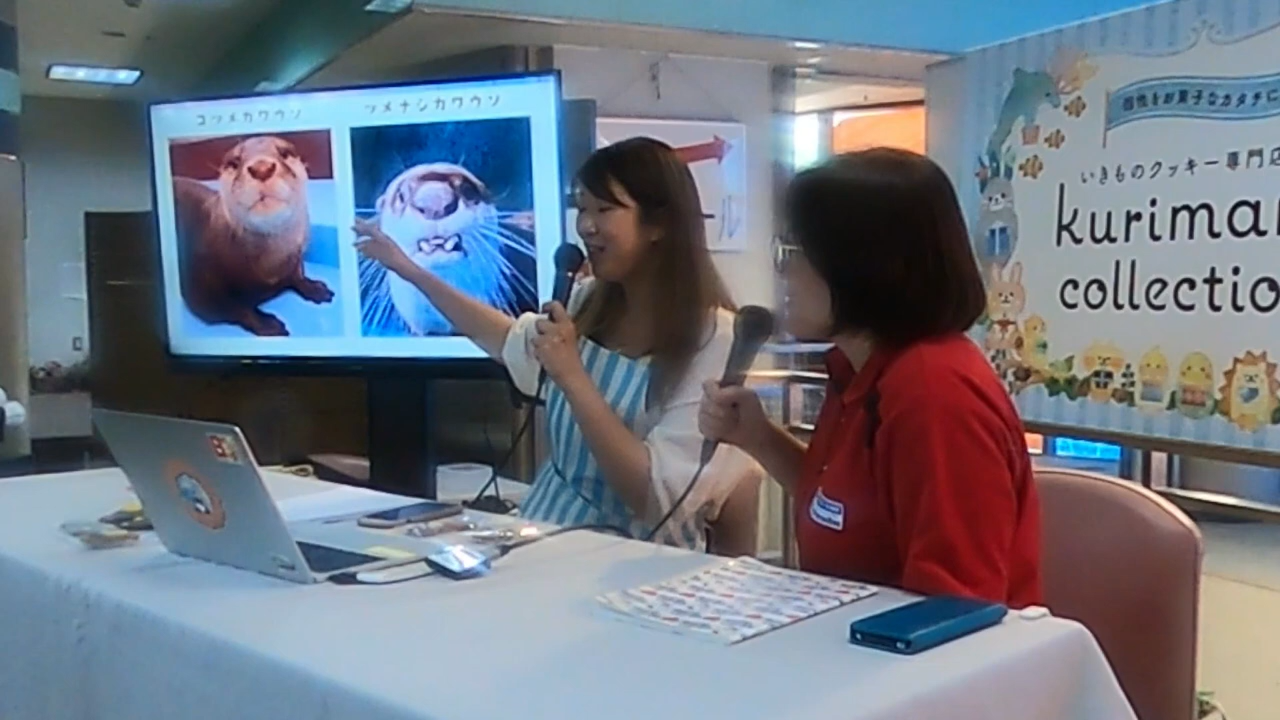 コツメカワウソ
ツメナシカワウソ
個性をお菓子なカタチに
いきものクッキー専門店
kurimar
collectio